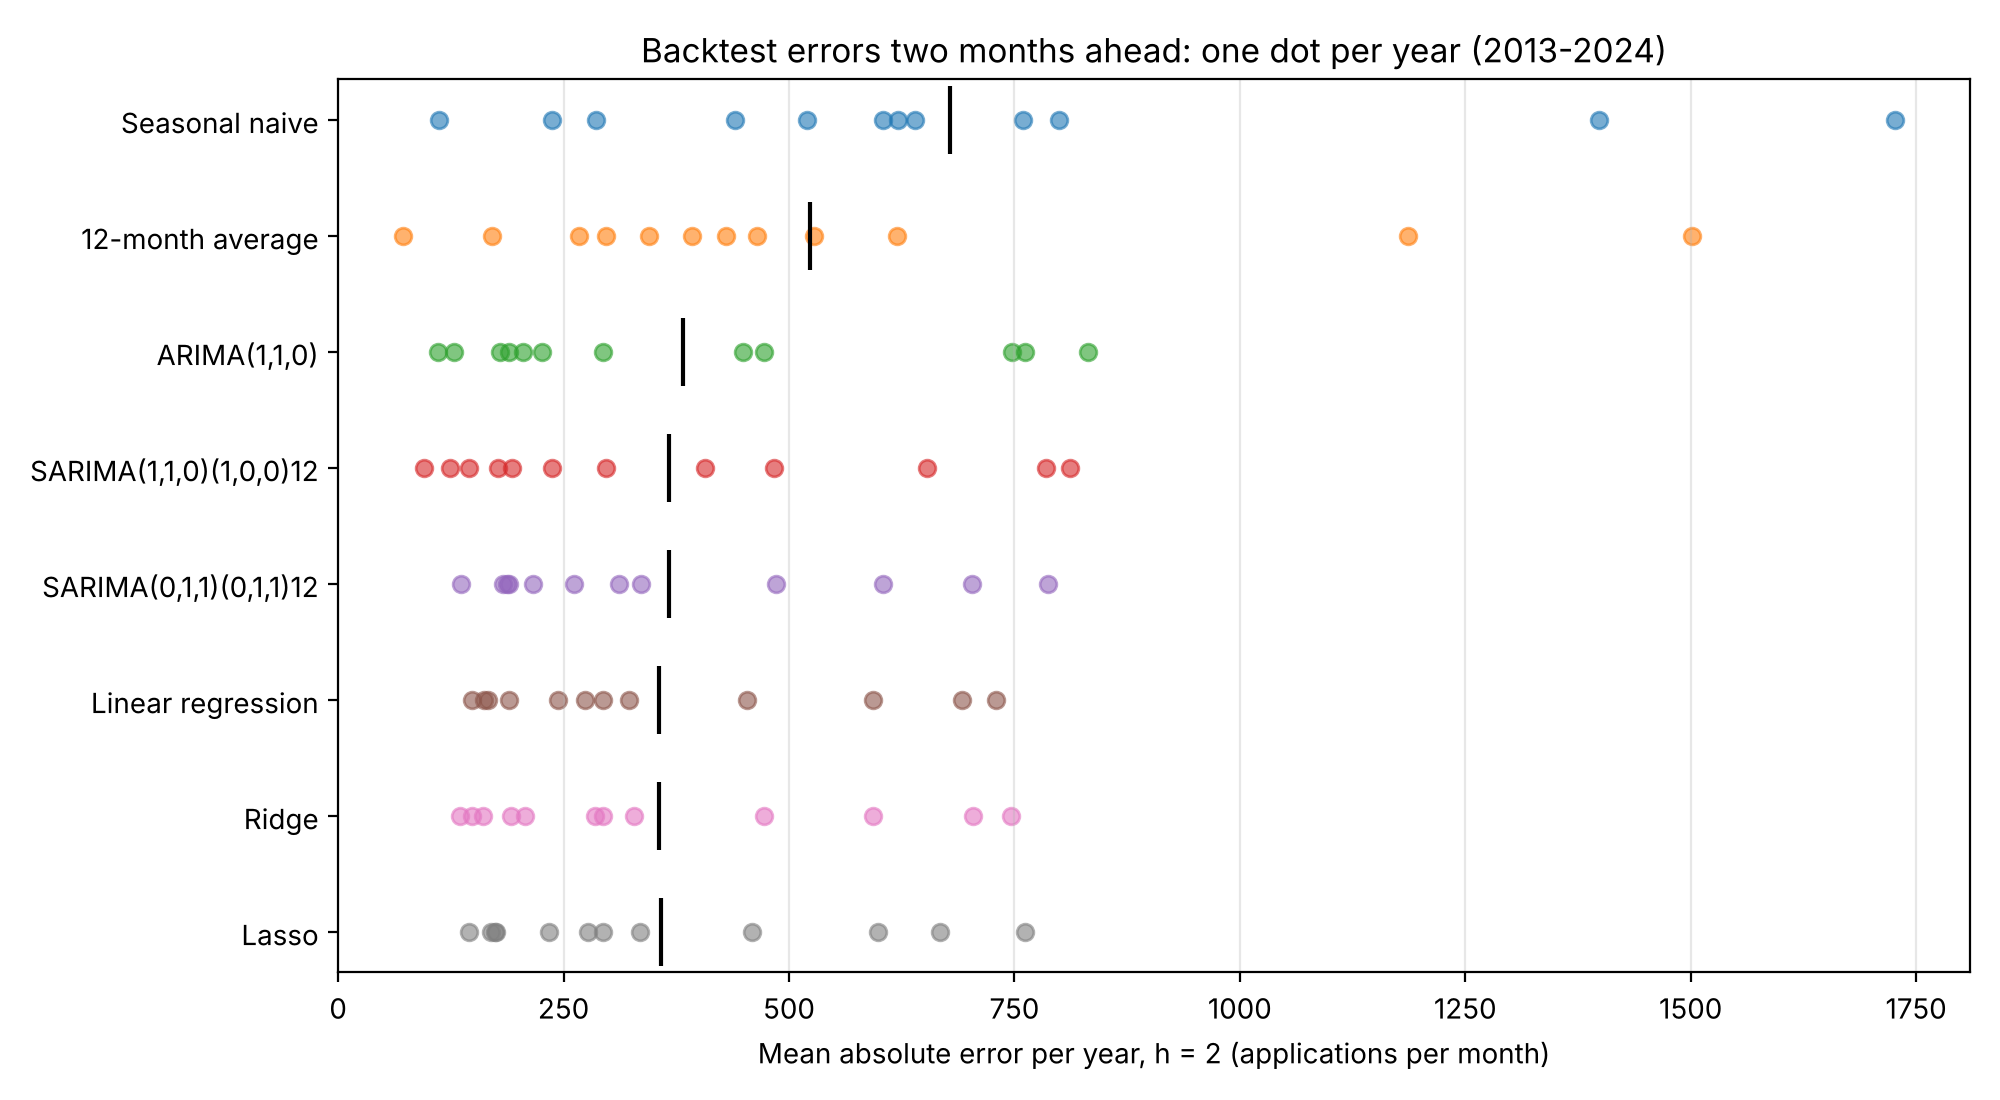 Backtest errors two months ahead: one dot per year (2013-2024)
Seasonal naive
12-month average
ARIMA(1,1,0)
SARIMA(1,1,0)(1,0,0)12
SARIMA(0,1,1)(0,1,1)12
Linear regression
Ridge
Lasso
0 250 500 750 1000 1250 1500 1750
Mean absolute error per year, h = 2 (applications per month)